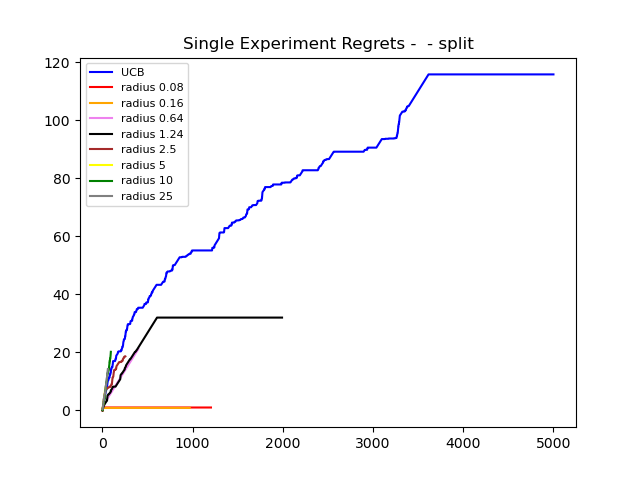 Single Experiment Regrets -  - split
120
100
80
60
40
20
0
UCB
radius 0.08
radius 0.16
radius 0.64
radius 1.24
radius 2.5
radius 5
radius 10
radius 25
0 1000 2000 3000 4000 5000